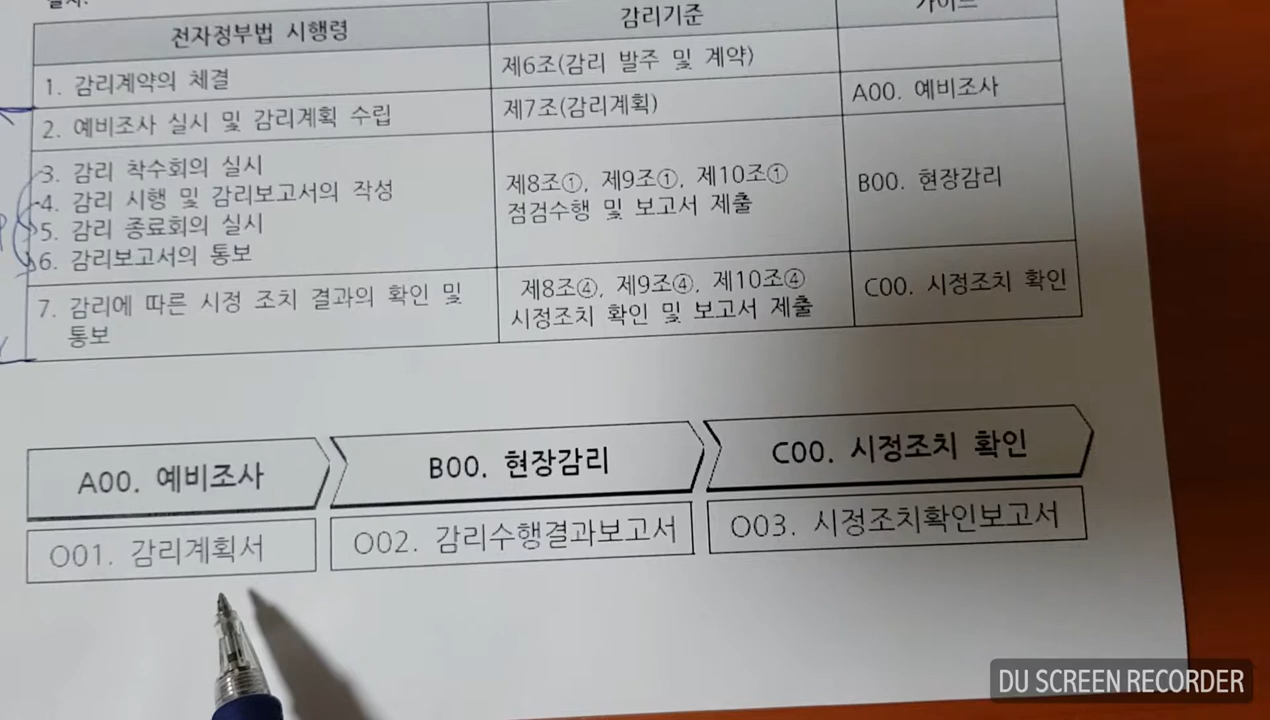 전자정부법 시행령
감리기준
1. 감리계약의 체결
제6조(감리 발주 및 계약)
2. 예비조사 실시 및 감리계획 수립
제7조(감리계획)
A00. 예비조사
3. 감리 착수회의 실시
4. 감리 시행 및 감리보고서의 작성
5. 감리 종료회의 실시
6. 감리보고서의 통보
제8조①, 제9조①, 제10조①
점검수행 및 보고서 제출
B00. 현장감리
7. 감리에 따른 시정 조치 결과의 확인 및
통보
제8조④, 제9조④, 제10조④
시정조치 확인 및 보고서 제출
C00. 시정조치 확인
A00. 예비조사
B00. 현장감리
C00. 시정조치 확인
O01. 감리계획서
O02. 감리수행결과보고서
O03. 시정조치확인보고서
DU SCREEN RECORDER